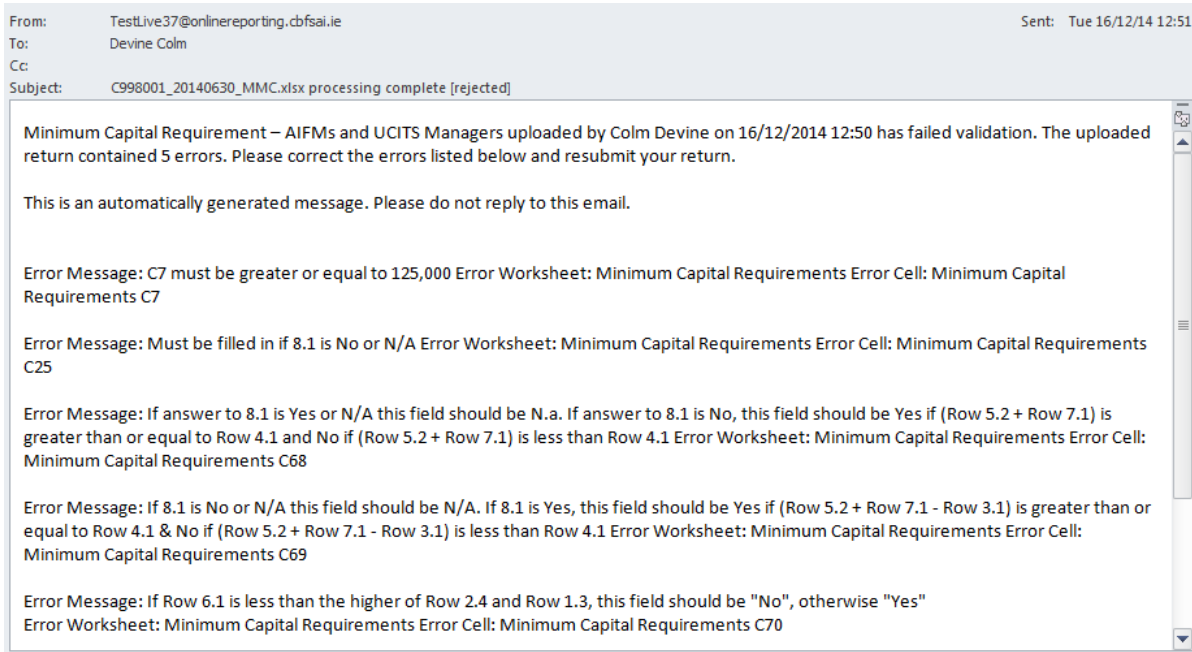 From: TestLive37@onlinereporting.cbfsai.ie Sent: Tue 16/12/14 12:51
To: Devine Colm
Cc:
Subject: C998001_20140630_MMC.xlsx processing complete [rejected]
Minimum Capital Requirement – AIFMs and UCITS Managers uploaded by Colm Devine on 16/12/2014 12:50 has failed validation. The uploaded
return contained 5 errors. Please correct the errors listed below and resubmit your return.
This is an automatically generated message. Please do not reply to this email.
Error Message: C7 must be greater or equal to 125,000 Error Worksheet: Minimum Capital Requirements Error Cell: Minimum Capital
Requirements C7
Error Message: Must be filled in if 8.1 is No or N/A Error Worksheet: Minimum Capital Requirements Error Cell: Minimum Capital Requirements
C25
Error Message: If answer to 8.1 is Yes or N/A this field should be N.a. If answer to 8.1 is No, this field should be Yes if (Row 5.2 + Row 7.1) is
greater than or equal to Row 4.1 and No if (Row 5.2 + Row 7.1) is less than Row 4.1 Error Worksheet: Minimum Capital Requirements Error Cell:
Minimum Capital Requirements C68
Error Message: If 8.1 is No or N/A this field should be N/A. If 8.1 is Yes, this field should be Yes if (Row 5.2 + Row 7.1 - Row 3.1) is greater than or
equal to Row 4.1 & No if (Row 5.2 + Row 7.1 - Row 3.1) is less than Row 4.1 Error Worksheet: Minimum Capital Requirements Error Cell:
Minimum Capital Requirements C69
Error Message: If Row 6.1 is less than the higher of Row 2.4 and Row 1.3, this field should be "No", otherwise "Yes"
Error Worksheet: Minimum Capital Requirements Error Cell: Minimum Capital Requirements C70